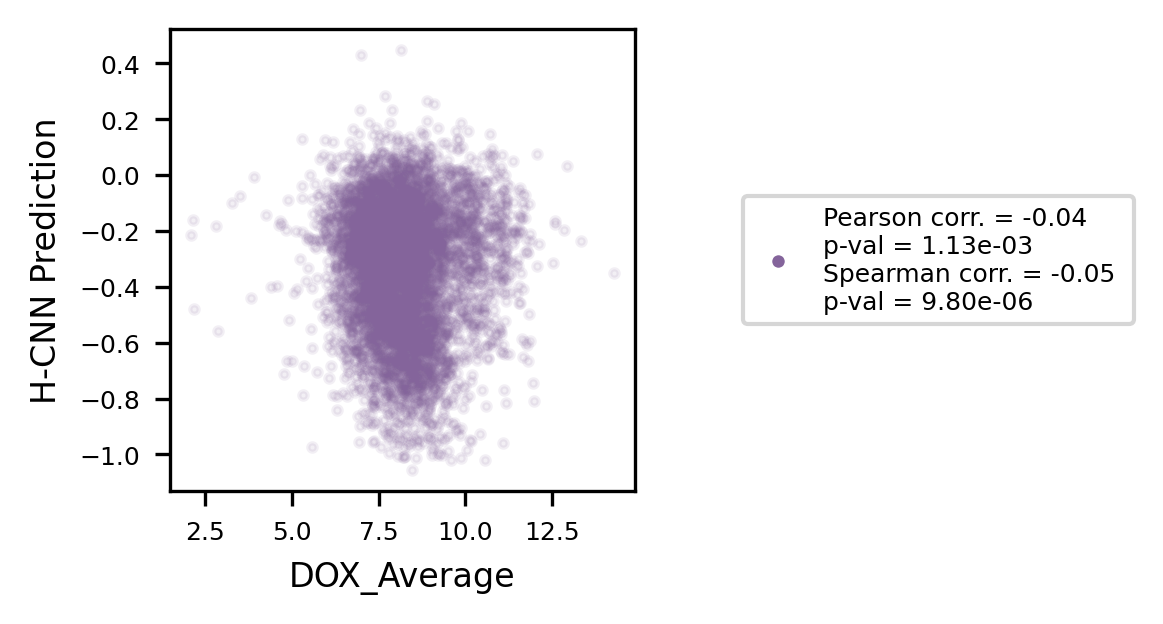 H-CNN Prediction
0.4
0.2
0.0
−0.2
−0.4
−0.6
−0.8
−1.0
2.5 5.0 7.5 10.0 12.5
DOX_Average
Pearson corr. = -0.04
p-val = 1.13e-03
Spearman corr. = -0.05
p-val = 9.80e-06